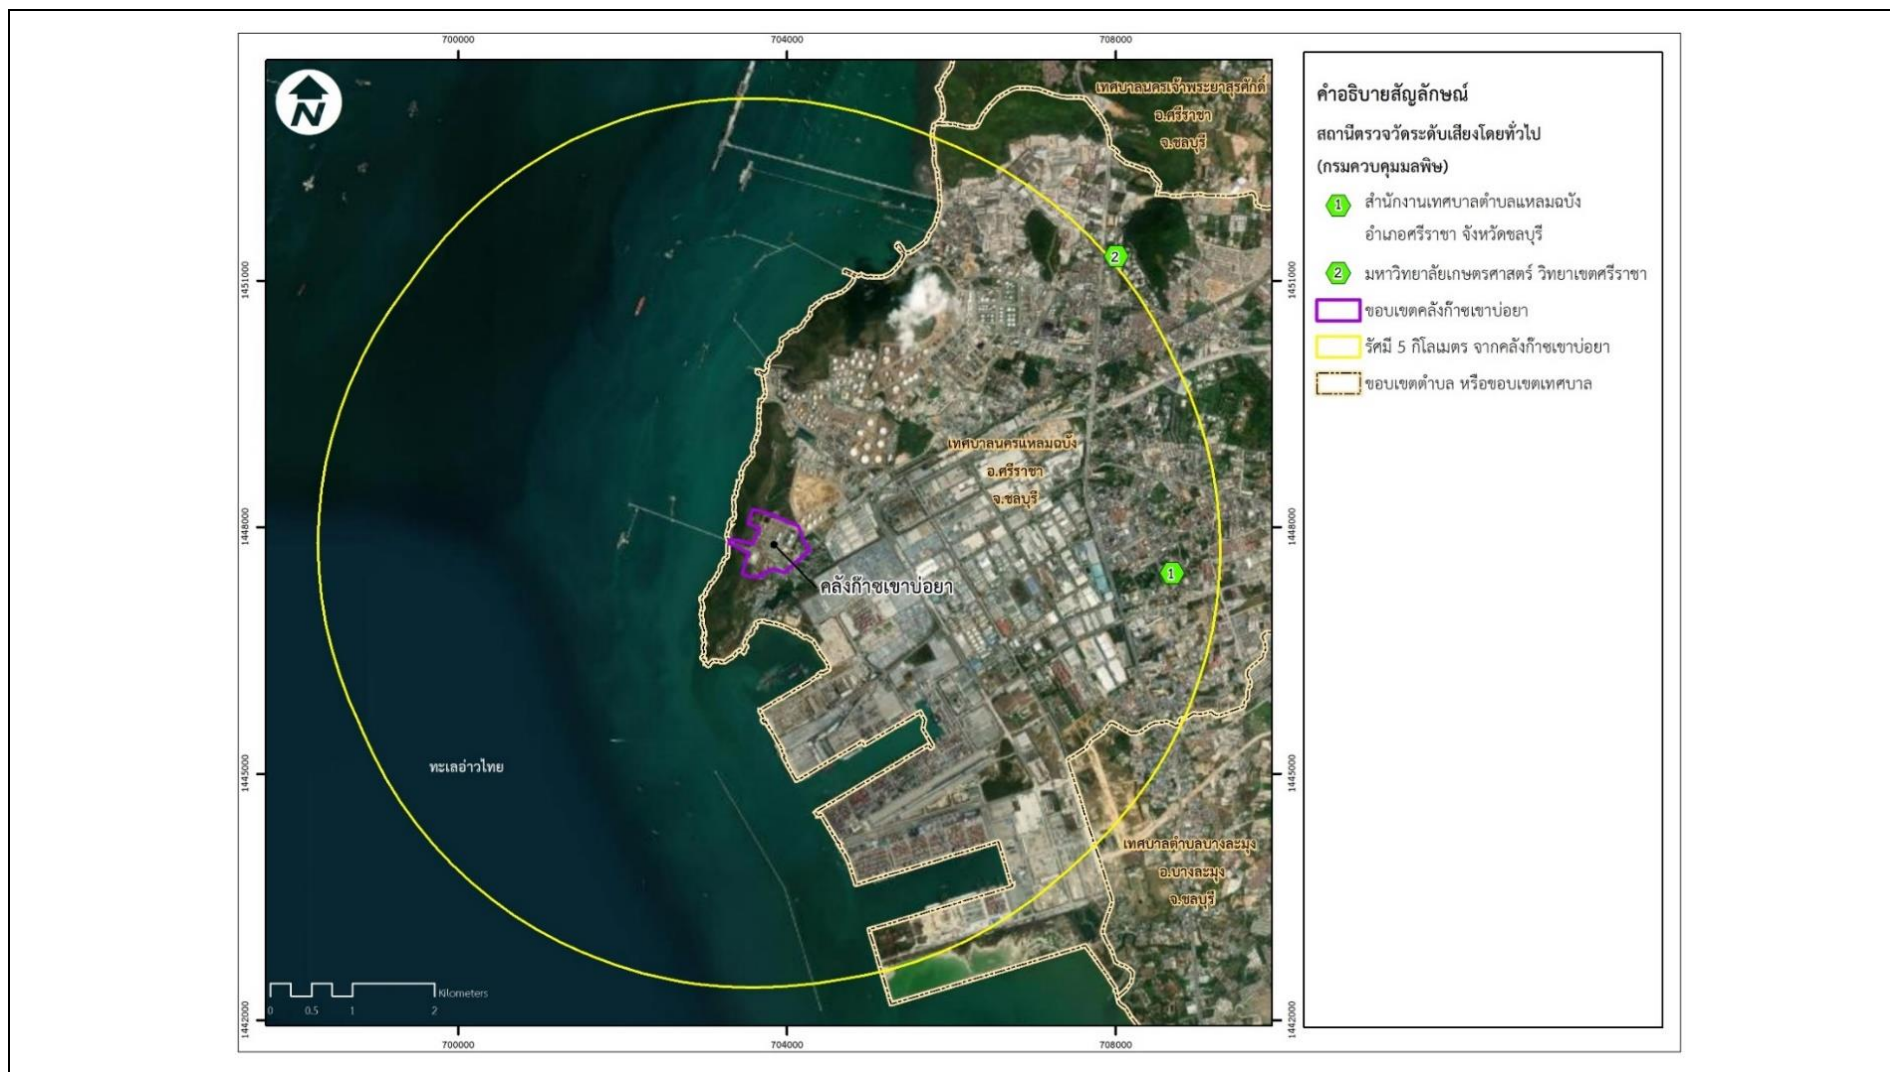 700000 704000 708000
N
เทศบาลนครเจ้าพระยาสุรศักดิ์
อ.ศรีราชา
จ.ชลบุรี
2
1451000 1451000
เทศบาลนครแหลมฉบัง
อ.ศรีราชา
จ.ชลบุรี
1448000 1448000
1
คลังก๊าซเขาบ่อยา
ทะเลอ่าวไทย
1445000 1445000
เทศบาลตำบลบางละมุง
อ.บางละมุง
จ.ชลบุรี
Kilometers
0 0.5 1 2
1442000 1442000
700000 704000 708000
คำอธิบายสัญลักษณ์
สถานีตรวจวัดระดับเสียงโดยทั่วไป
(กรมควบคุมมลพิษ)
1 สำนักงานเทศบาลตำบลแหลมฉบัง
อำเภอศรีราชา จังหวัดชลบุรี
2 มหาวิทยาลัยเกษตรศาสตร์ วิทยาเขตศรีราชา
ขอบเขตคลังก๊าซเขาบ่อยา
รัศมี 5 กิโลเมตร จากคลังก๊าซเขาบ่อยา
ขอบเขตตำบล หรือขอบเขตเทศบาล